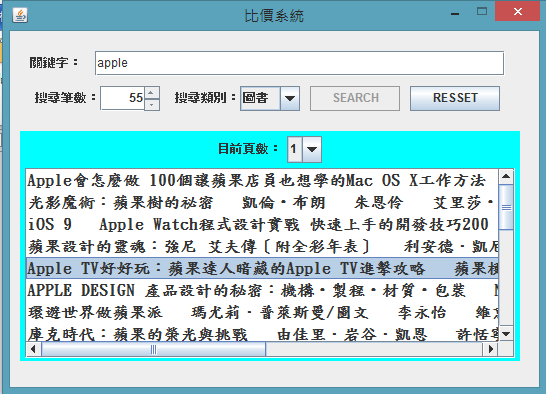 比價系統
關鍵字： apple
搜尋筆數： 55 搜尋類別： 圖書 SEARCH RESSET
目前頁數： 1
Apple會怎麼做 100個讓蘋果店員也想學的Mac OS X工作方法
光影魔術：蘋果樹的祕密 凱倫‧布朗 朱恩伶 艾里莎‧
iOS 9 Apple Watch程式設計實戰 快速上手的開發技巧200
蘋果設計的靈魂：強尼 艾夫傳〔附全彩年表〕 利安德‧凱尼
Apple TV好好玩：蘋果達人暗藏的Apple TV進擊攻略 蘋果
APPLE DESIGN 產品設計的秘密：機構‧製程‧材質‧包裝
環遊世界做蘋果派 瑪尤莉‧普萊斯曼/圖文 李永怡 維
庫克時代：蘋果的榮光與挑戰 由佳里‧岩谷‧凱恩 許恬寧